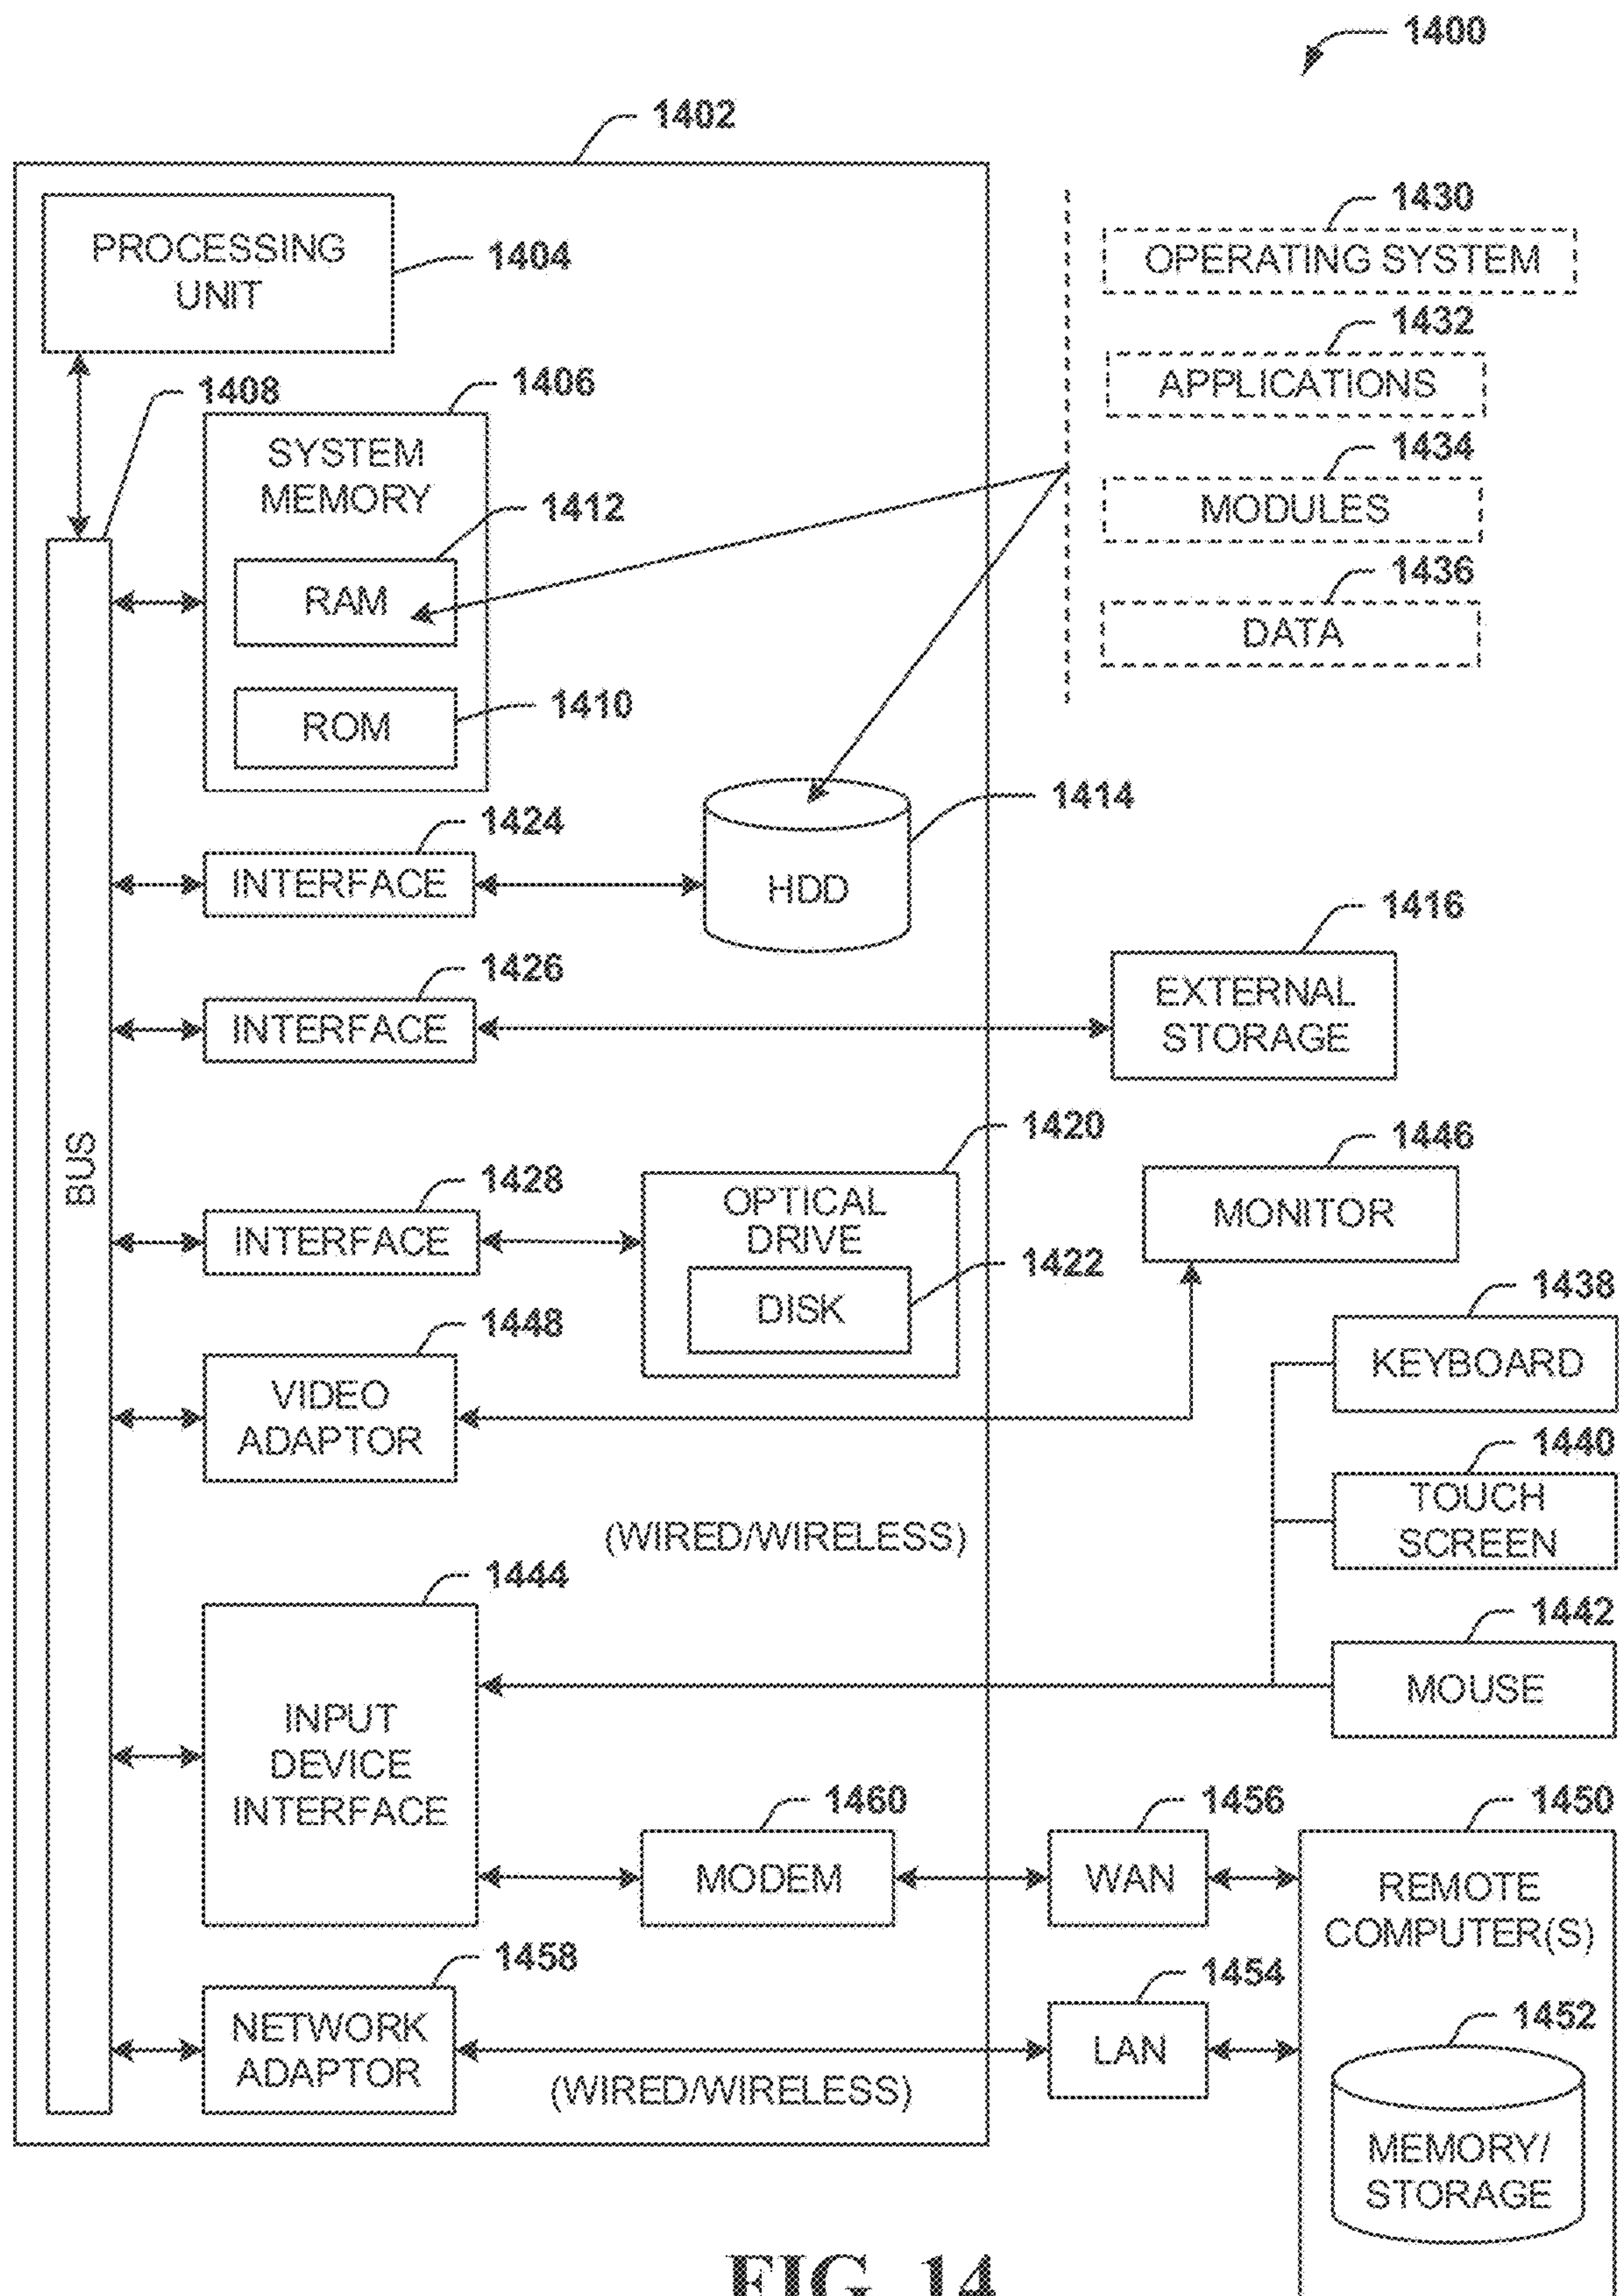 1400
1402
PROCESSING
UNIT
1404
1430
OPERATING SYSTEM
1432
APPLICATIONS
1434
MODULES
1436
DATA
1408
1406
SYSTEM
MEMORY
1412
RAM
1410
ROM
1424
INTERFACE
1414
HDD
1426
INTERFACE
1416
EXTERNAL
STORAGE
BUS
1428
INTERFACE
1420
OPTICAL
DRIVE
1422
DISK
1446
MONITOR
1448
VIDEO
ADAPTOR
1438
KEYBOARD
1440
TOUCH
SCREEN
(WIRED/WIRELESS)
1444
INPUT
DEVICE
INTERFACE
1442
MOUSE
1460
MODEM
1456
WAN
1450
REMOTE
COMPUTER(S)
1458
NETWORK
ADAPTOR
(WIRED/WIRELESS)
1454
LAN
1452
MEMORY/
STORAGE
FIG. 14